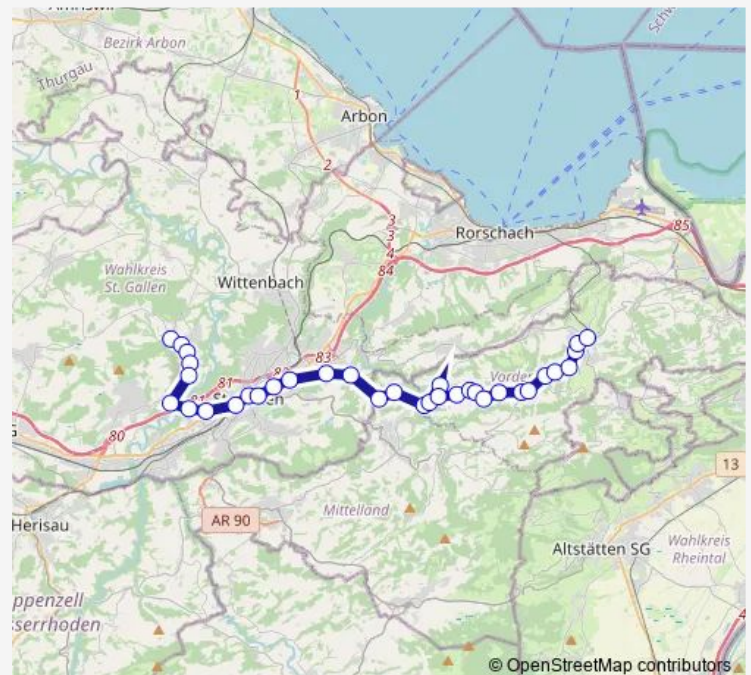 Bezirk Arbon
Thurgau
1
Arbon
2
3
3
4
84
Rorschach
85
Wahlkreis
St. Gallen
Wittenbach
83
81
80
Herisau
AR 90
Mittelland
13
Altstätten SG
Wahlkreis
Rheintal
ppenzell
sserrhoden
© OpenStreetMap contributors